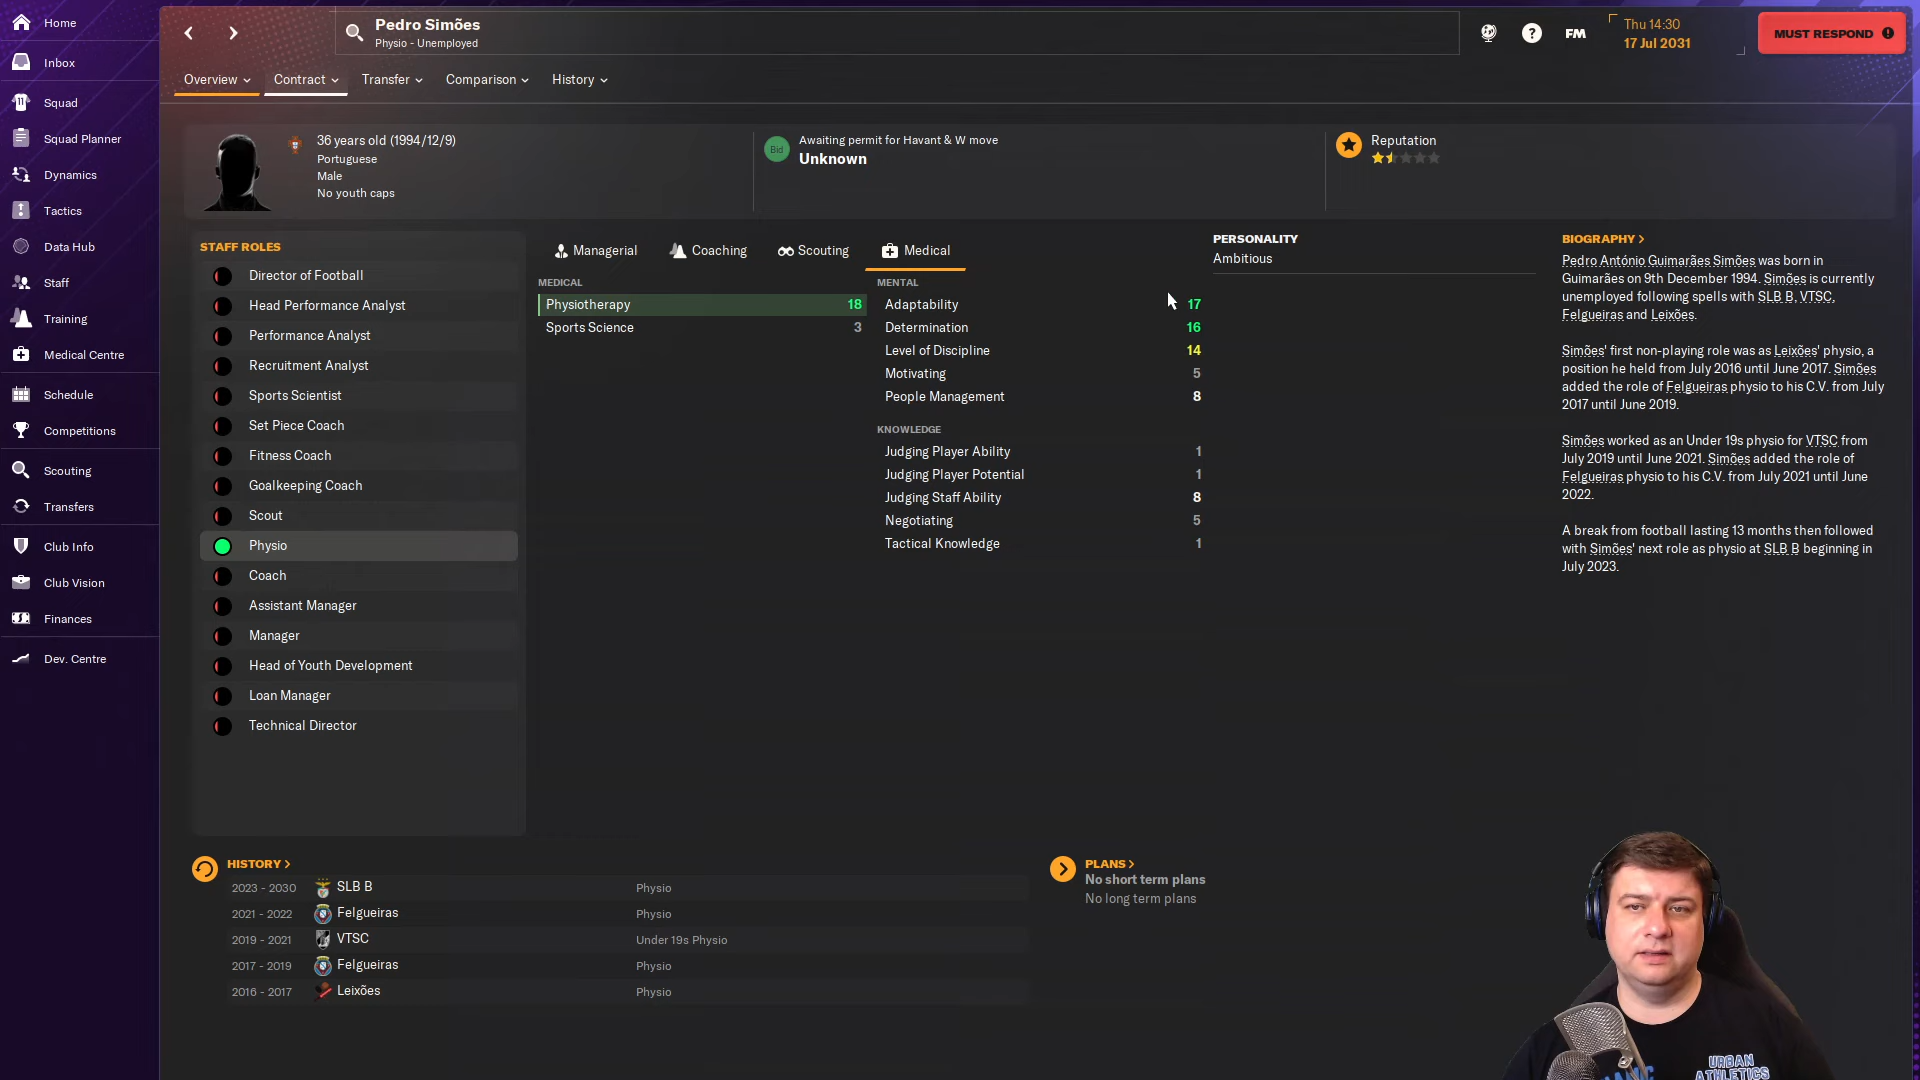 Home
Inbox
Squad
Squad Planner
Dynamics
Tactics
Data Hub
Staff
Training
Medical Centre
Schedule
Competitions
Scouting
Transfers
Club Info
Club Vision
Finances
Dev. Centre
Pedro Simões
Physio - Unemployed
FM
Thu 14:30
17 Jul 2031
MUST RESPOND
Overview
Contract
Transfer
Comparison
History
36 years old (1994/12/9)
Portuguese
Male
No youth caps
Bid
Awaiting permit for Havant & W move
Unknown
Reputation
STAFF ROLES
Director of Football
Head Performance Analyst
Performance Analyst
Recruitment Analyst
Sports Scientist
Set Piece Coach
Fitness Coach
Goalkeeping Coach
Scout
Physio
Coach
Assistant Manager
Manager
Head of Youth Development
Loan Manager
Technical Director
Managerial
Coaching
Scouting
Medical
MEDICAL
Physiotherapy 18
Sports Science 3
MENTAL
Adaptability 17
Determination 16
Level of Discipline 14
Motivating 5
People Management 8
KNOWLEDGE
Judging Player Ability 1
Judging Player Potential 1
Judging Staff Ability 8
Negotiating 5
Tactical Knowledge 1
PERSONALITY
Ambitious
BIOGRAPHY >
Pedro António Guimarães Simões was born in
Guimarães on 9th December 1994. Simões is currently
unemployed following spells with SLB B, VTSC,
Felgueiras and Leixões.
Simões' first non-playing role was as Leixões' physio, a
position he held from July 2016 until June 2017. Simões
added the role of Felgueiras physio to his C.V. from July
2017 until June 2019.
Simões worked as an Under 19s physio for VTSC from
July 2019 until June 2021. Simões added the role of
Felgueiras physio to his C.V. from July 2021 until June
2022.
A break from football lasting 13 months then followed
with Simões' next role as physio at SLB B beginning in
July 2023.
HISTORY >
2023 - 2030 SLB B Physio
2021 - 2022 Felgueiras Physio
2019 - 2021 VTSC Under 19s Physio
2017 - 2019 Felgueiras Physio
2016 - 2017 Leixões Physio
PLANS >
No short term plans
No long term plans
URBAN
ATHLETICS